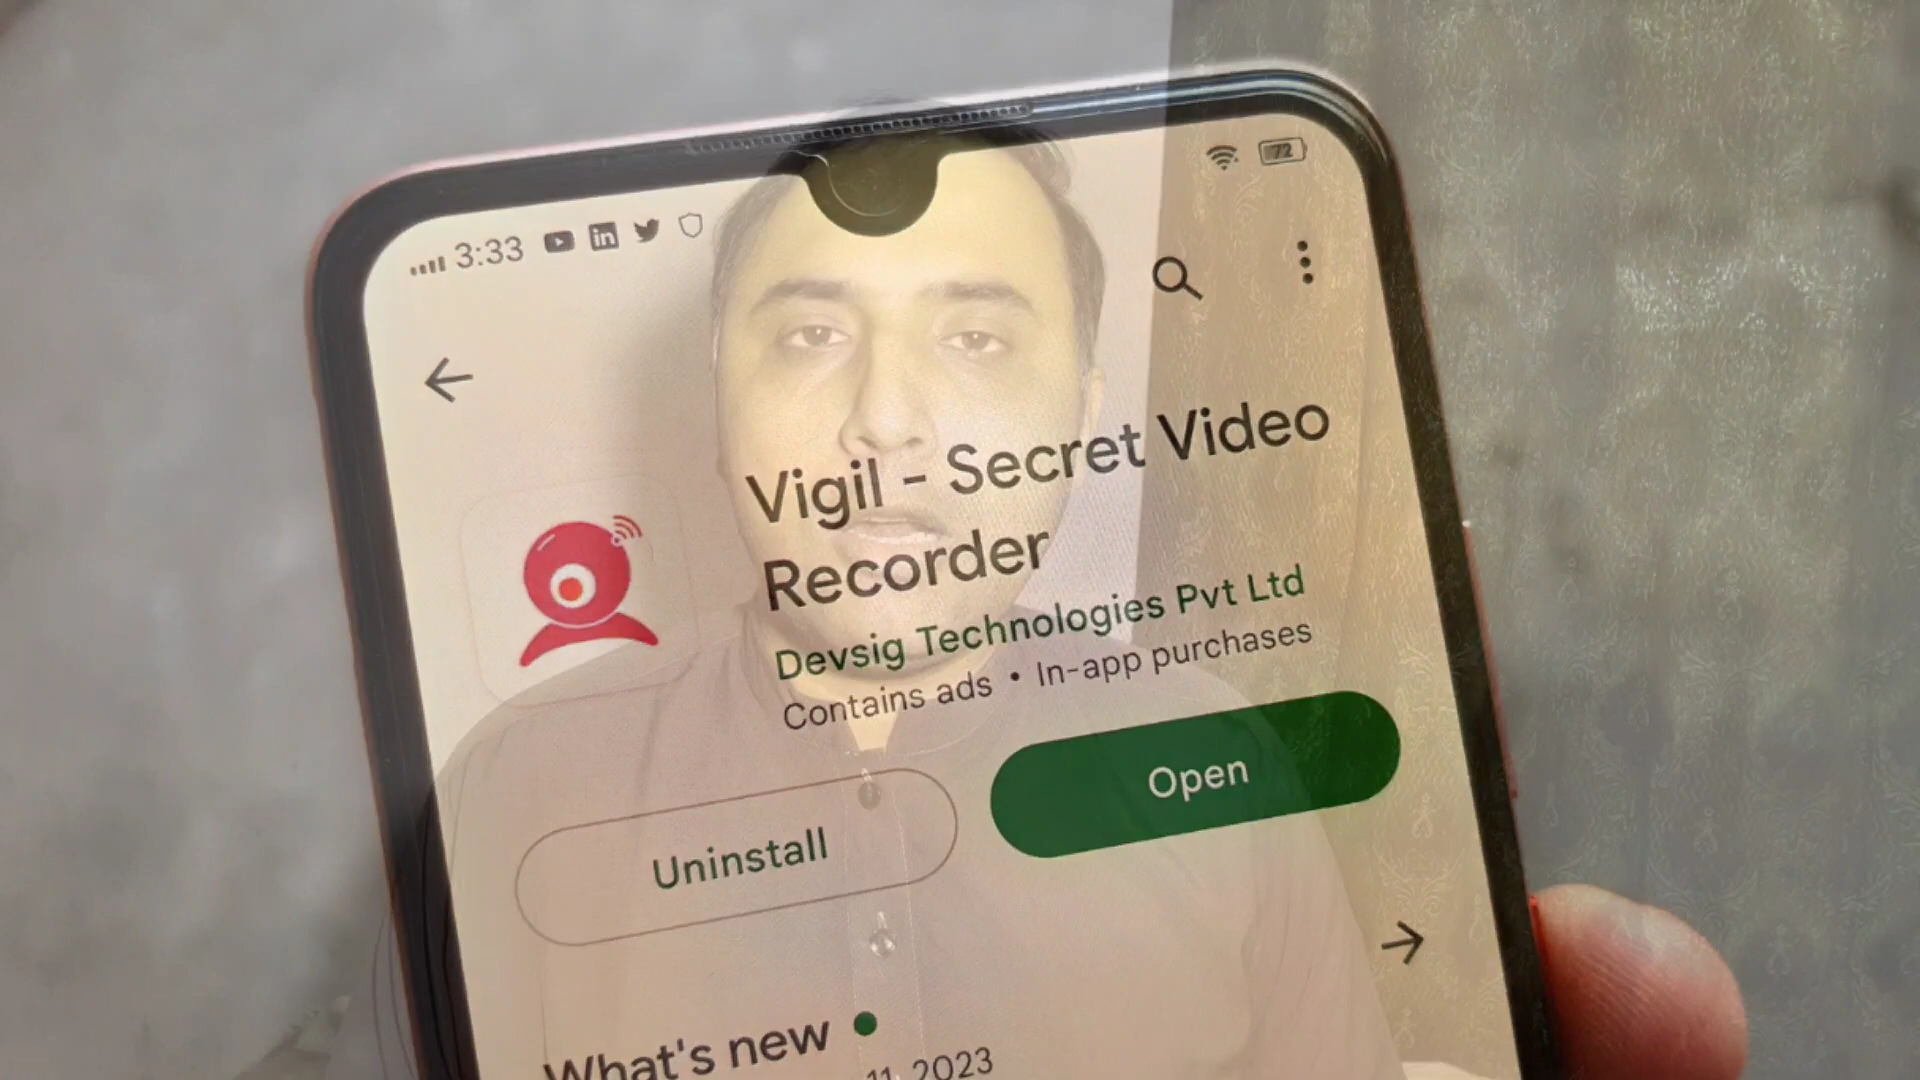 3:33
72
Vigil - Secret Video
Recorder
Devsig Technologies Pvt Ltd
Contains ads • In-app purchases
Uninstall
Open
What's new
11, 2023